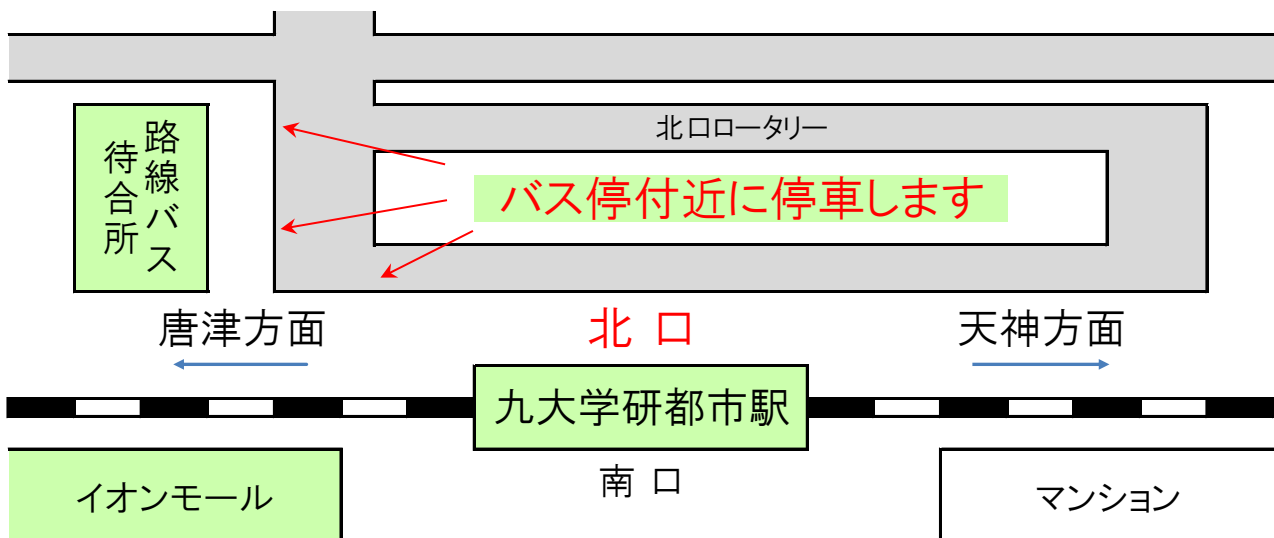 北口ロータリー
路線バス
待合所
バス停付近に停車します
唐津方面
北 口
天神方面
九大学研都市駅
南 口
イオンモール
マンション